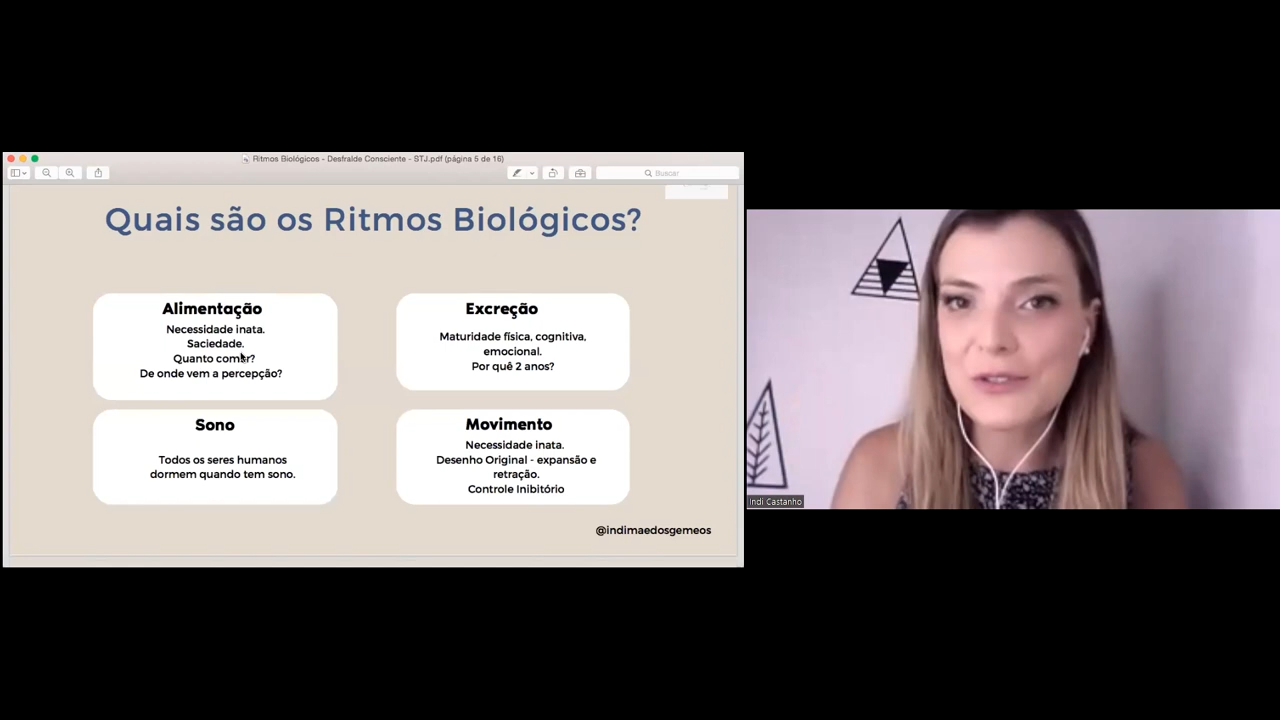 Ritmos Biológicos - Desfralde Consciente - STJ.pdf (página 5 de 16)
Buscar
Quais são os Ritmos Biológicos?
Alimentação
Necessidade inata.
Saciedade.
Quanto comer?
De onde vem a percepção?
Excreção
Maturidade física, cognitiva,
emocional.
Por quê 2 anos?
Sono
Todos os seres humanos
dormem quando tem sono.
Movimento
Necessidade inata.
Desenho Original - expansão e
retração.
Controle Inibitório
@indimaedosgemeos
Indi Castanho